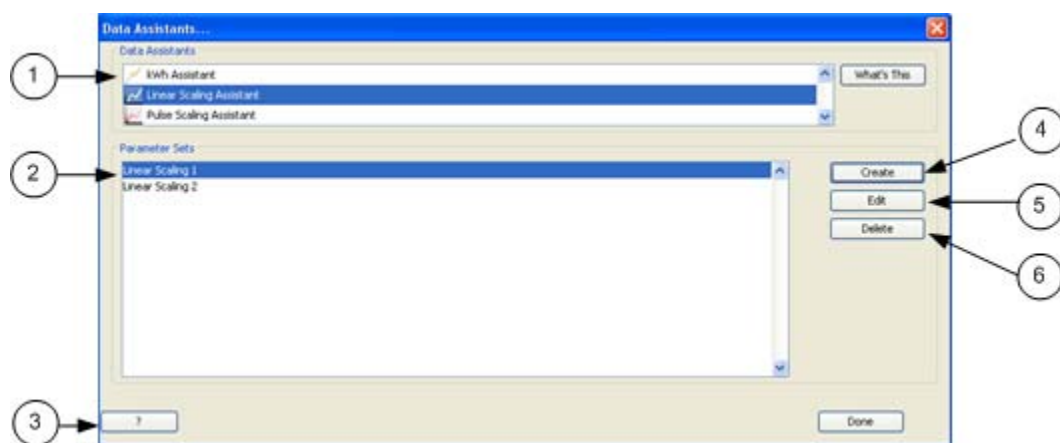 Data Assistants...
Data Assistants
1
kWh Assistant
What's This
Linear Scaling Assistant
Pulse Scaling Assistant
4
Parameter Sets
2
Linear Scaling 1
Create
Linear Scaling 2
Edit
5
Delete
6
3
?
Done